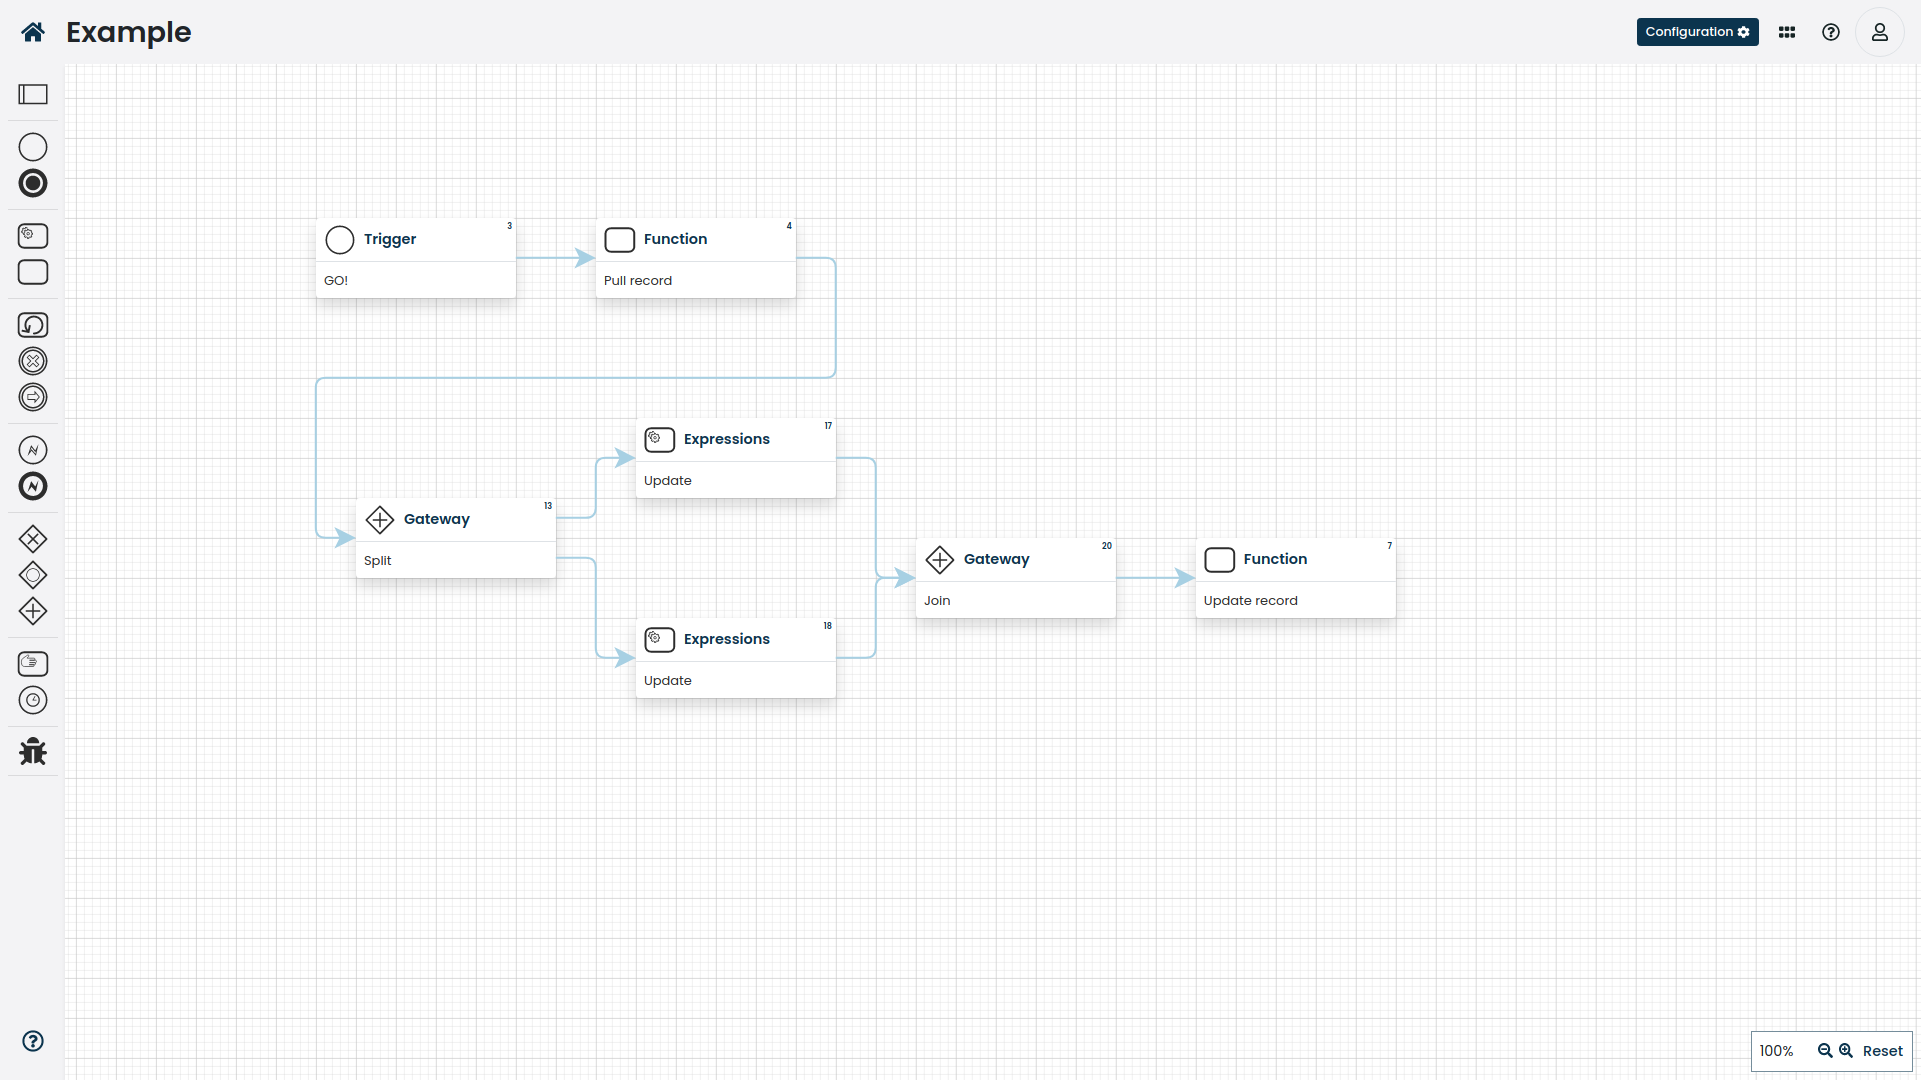 Example
Configuration
Trigger 3
GO!
Function 4
Pull record
Expressions 17
Update
Gateway 13
Split
Gateway 20
Join
Function 7
Update record
Expressions 18
Update
100% Reset